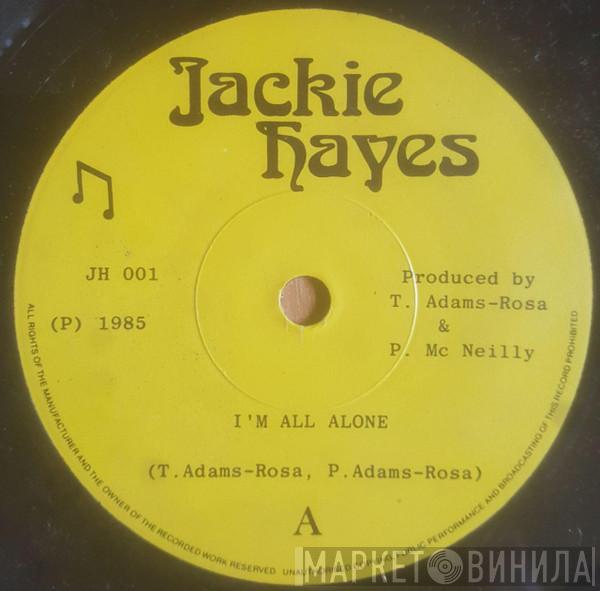 Jackie
Hayes
JH 001
(P) 1985
Produced by
T. Adams-Rosa
&
P. Mc Neilly
I'M ALL ALONE
(T.Adams-Rosa, P.Adams-Rosa)
A
ALL RIGHTS OF THE MANUFACTURER AND THE OWNER OF THE RECORDED WORK RESERVED. UNAUTHORISED PUBLIC PERFORMANCE AND BROADCASTING OF THIS RECORD PROHIBITED
МАРКЕТ ВИНИЛА